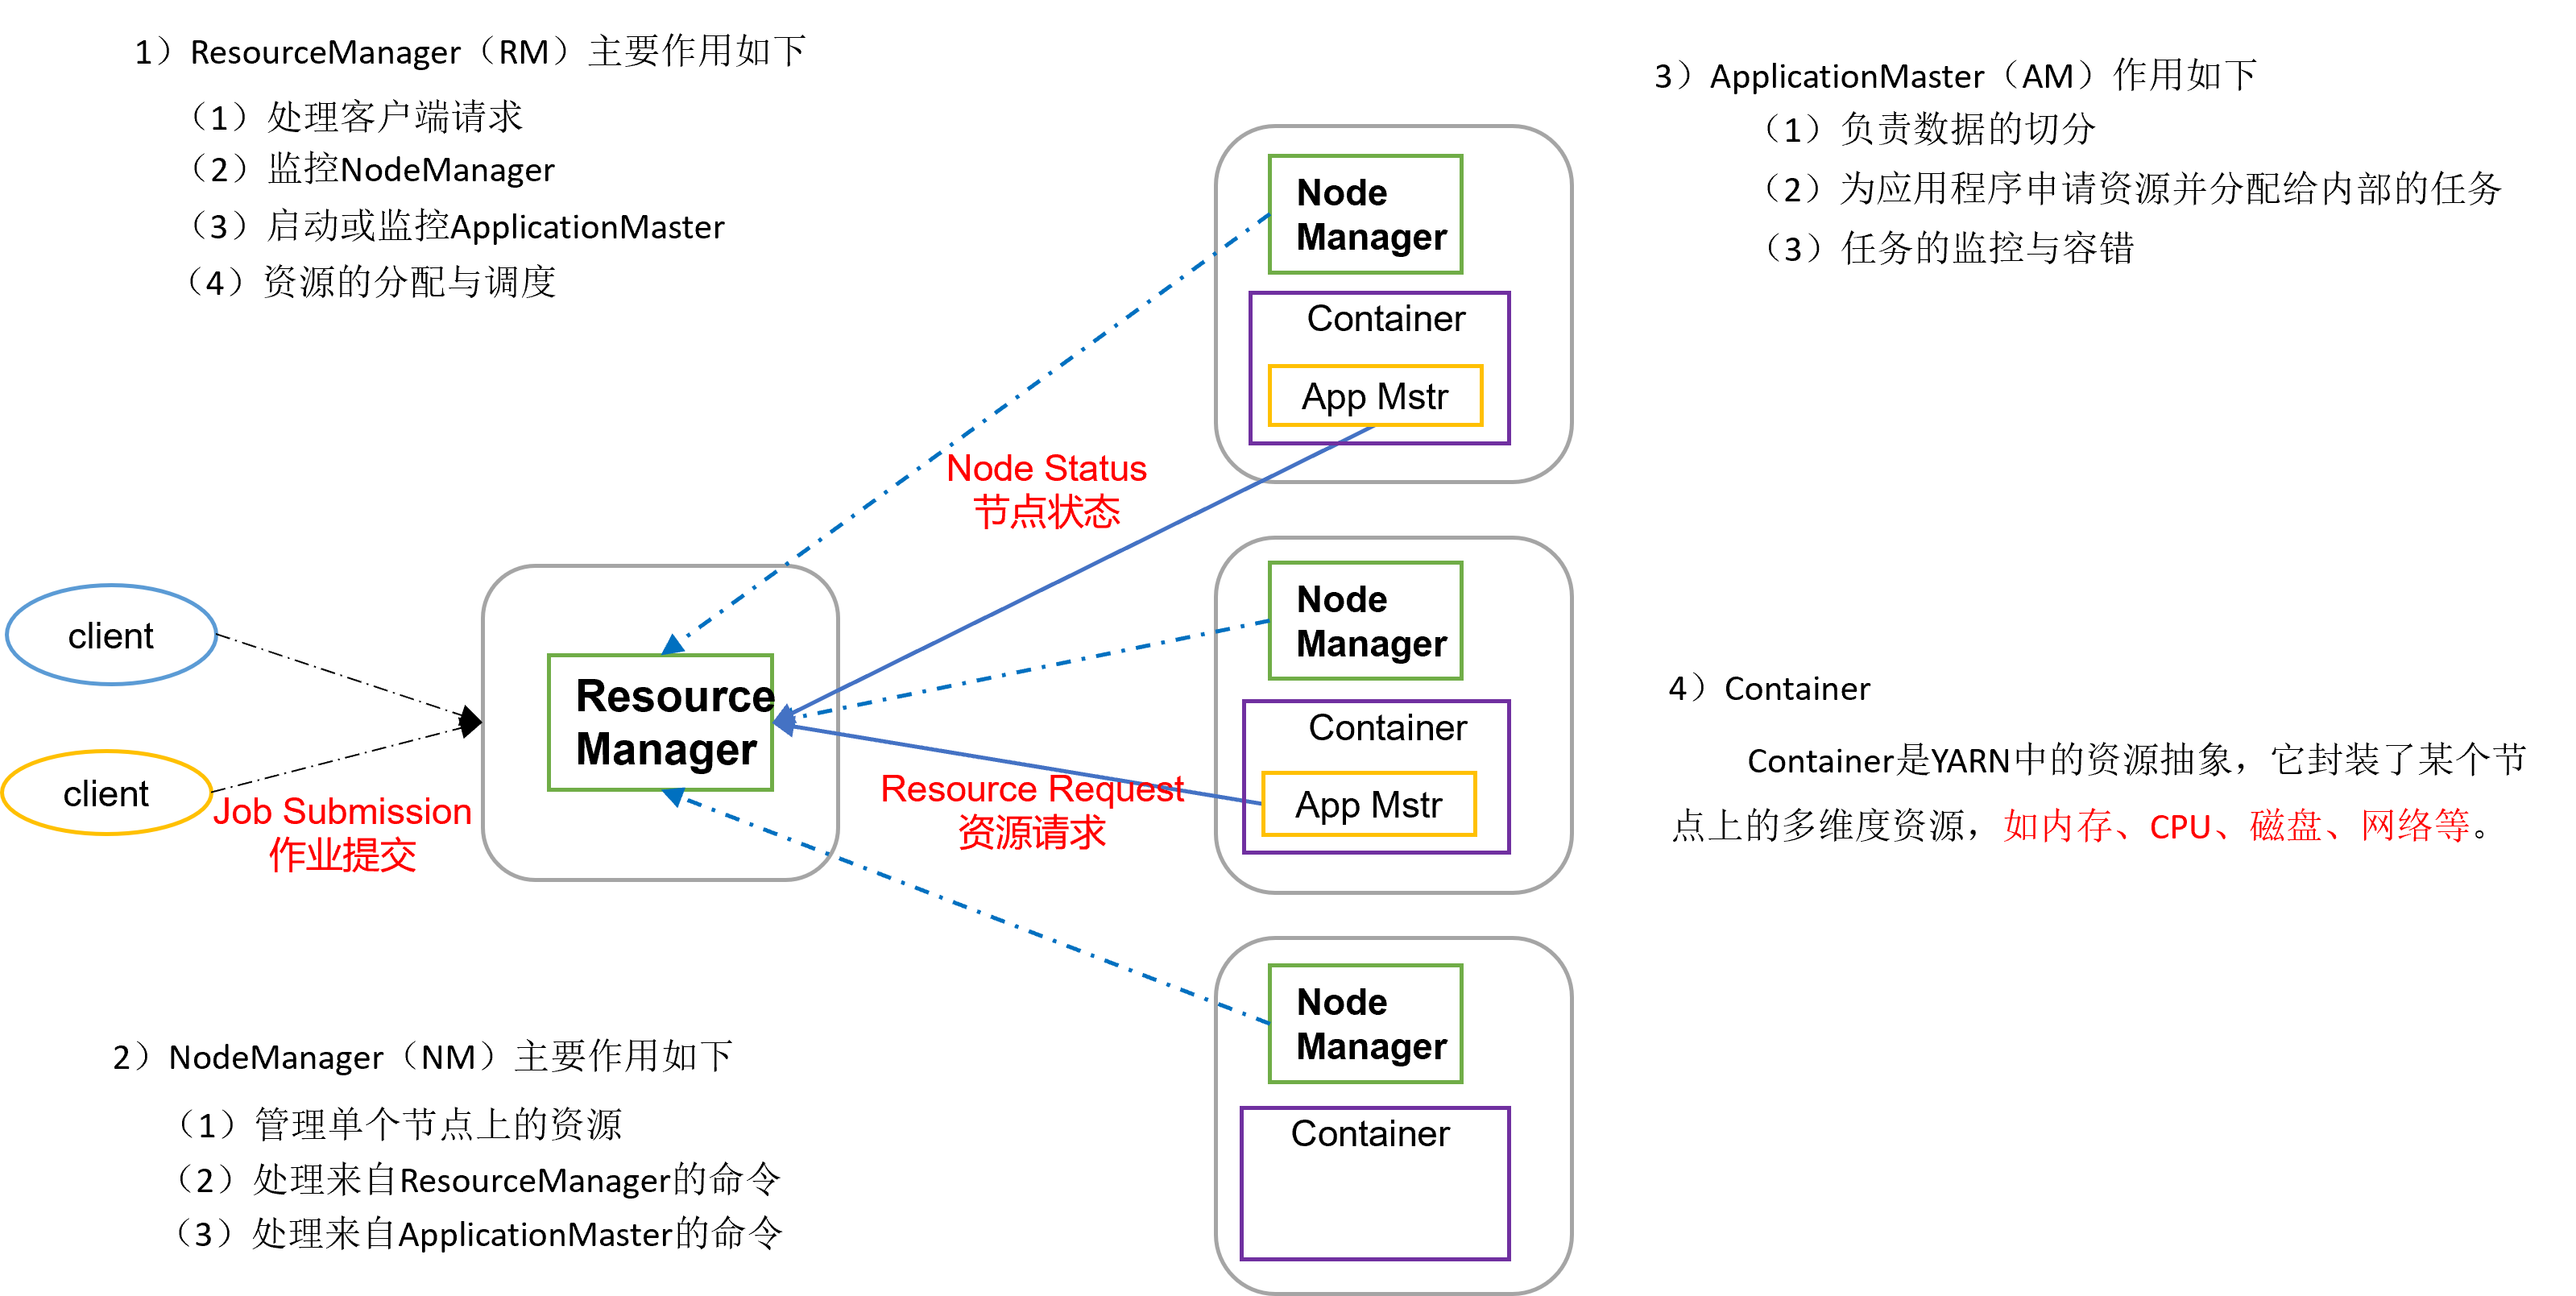 1）ResourceManager（RM）主要作用如下
（1）处理客户端请求
（2）监控NodeManager
（3）启动或监控ApplicationMaster
（4）资源的分配与调度
3）ApplicationMaster（AM）作用如下
（1）负责数据的切分
（2）为应用程序申请资源并分配给内部的任务
（3）任务的监控与容错
Node
Manager
Container
App Mstr
Node Status
节点状态
client
client
Job Submission
作业提交
Resource
Manager
Resource Request
资源请求
Node
Manager
Container
App Mstr
4）Container
Container是YARN中的资源抽象，它封装了某个节
点上的多维度资源，如内存、CPU、磁盘、网络等。
Node
Manager
Container
2）NodeManager（NM）主要作用如下
（1）管理单个节点上的资源
（2）处理来自ResourceManager的命令
（3）处理来自ApplicationMaster的命令